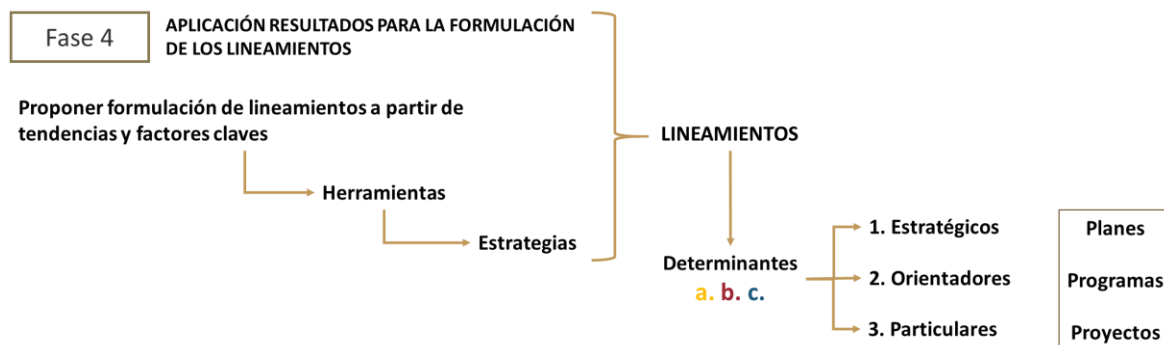 Fase 4
APLICACIÓN RESULTADOS PARA LA FORMULACIÓN
DE LOS LINEAMIENTOS
Proponer formulación de lineamientos a partir de
tendencias y factores claves
Herramientas
Estrategias
LINEAMIENTOS
Determinantes
a. b. c.
1. Estratégicos
2. Orientadores
3. Particulares
Planes
Programas
Proyectos